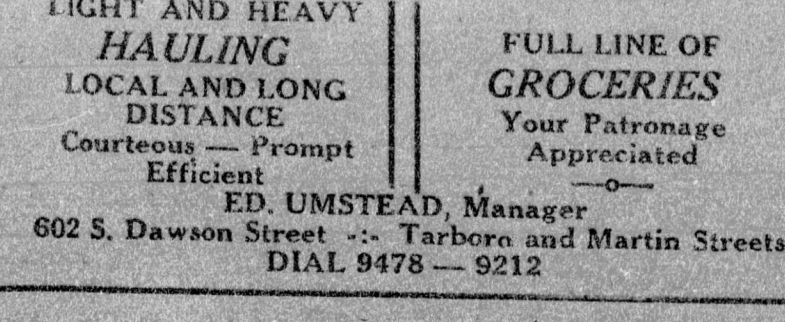 LIGHT AND HEAVY
HAULING
LOCAL AND LONG
DISTANCE
Courteous — Prompt
Efficient
FULL LINE OF
GROCERIES
Your Patronage
Appreciated
—o—
ED. UMSTEAD, Manager
602 S. Dawson Street -:- Tarboro and Martin Streets
DIAL 9478 — 9212